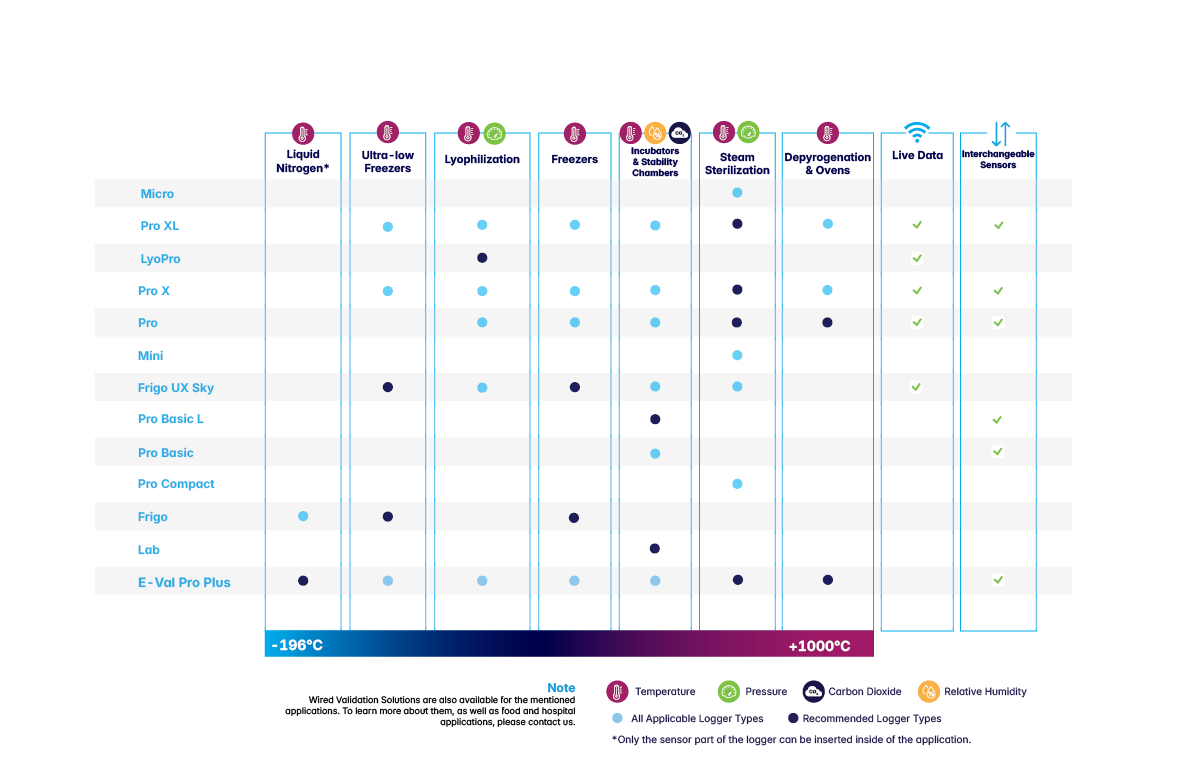 Liquid
Nitrogen*
Ultra-low
Freezers
Lyophilization
Freezers
CO₂
Incubators
& Stability
Chambers
Steam
Sterilization
Depyrogenation
& Ovens
Live Data
Interchangeable
Sensors
Micro
Pro XL
LyoPro
Pro X
Pro
Mini
Frigo UX Sky
Pro Basic L
Pro Basic
Pro Compact
Frigo
Lab
E-Val Pro Plus
-196°C
+1000°C
Note
Wired Validation Solutions are also available for the mentioned
applications. To learn more about them, as well as food and hospital
applications, please contact us.
Temperature
Pressure
CO₂
Carbon Dioxide
Relative Humidity
All Applicable Logger Types
Recommended Logger Types
*Only the sensor part of the logger can be inserted inside of the application.